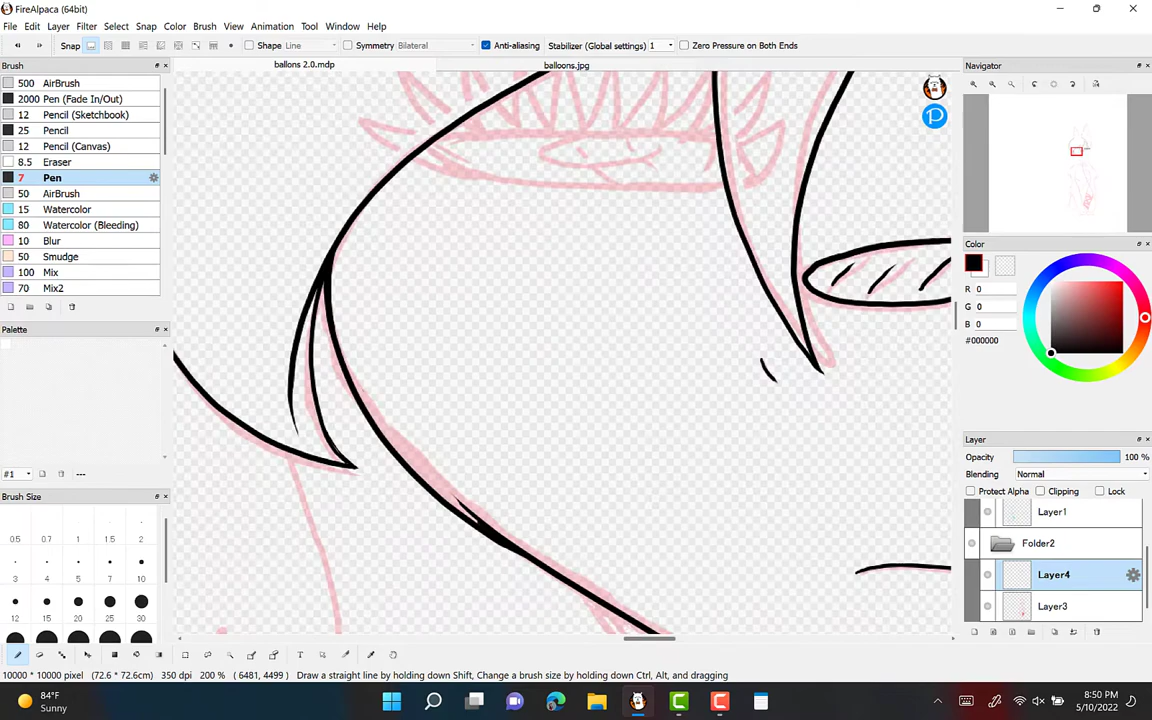 FireAlpaca (64bit)
File Edit Layer Filter Select Snap Color Brush View Animation Tool Window Help
Snap Shape Line Symmetry Bilateral Anti-aliasing Stabilizer (Global settings) 1 Zero Pressure on Both Ends
Brush
ballons 2.0.mdp
balloons.jpg
Navigator
500 AirBrush
2000 Pen (Fade In/Out)
12 Pencil (Sketchbook)
25 Pencil
12 Pencil (Canvas)
8.5 Eraser
7 Pen
50 AirBrush
15 Watercolor
80 Watercolor (Bleeding)
10 Blur
50 Smudge
100 Mix
70 Mix2
Color
R 0
G 0
B 0
#000000
Palette
#1 ---
Brush Size
0.5 0.7 1 1.5 2
3 4 5 7 10
12 15 20 25 30
Layer
Opacity 100 %
Blending Normal
Protect Alpha Clipping Lock
Layer1
Folder2
Layer4
Layer3
10000 * 10000 pixel (72.6 * 72.6cm) 350 dpi 200 % ( 6481, 4499 ) Draw a straight line by holding down Shift, Change a brush size by holding down Ctrl, Alt, and dragging
84°F
Sunny
8:50 PM
5/10/2022